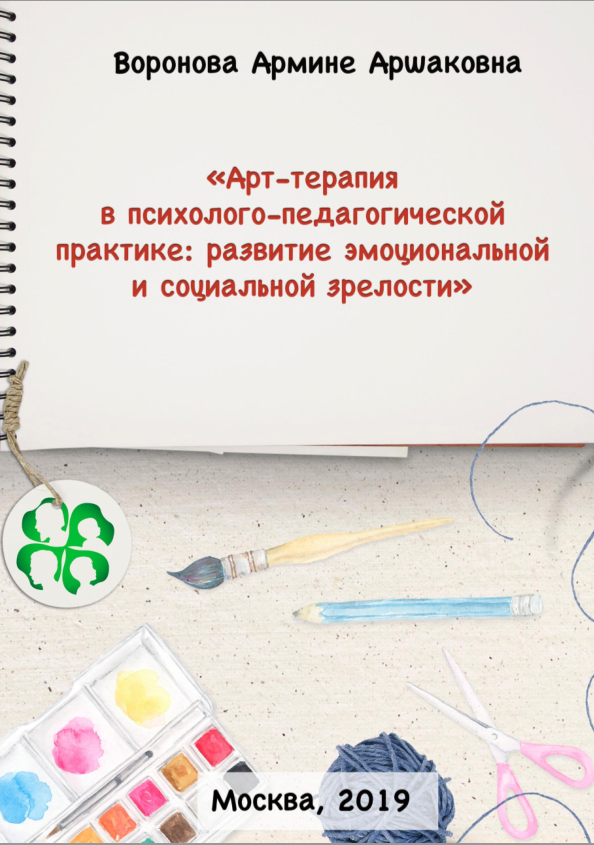 Воронова Армине Аршаковна
«Арт-терапия
в психолого-педагогической
практике: развитие эмоциональной
и социальной зрелости»
Москва, 2019